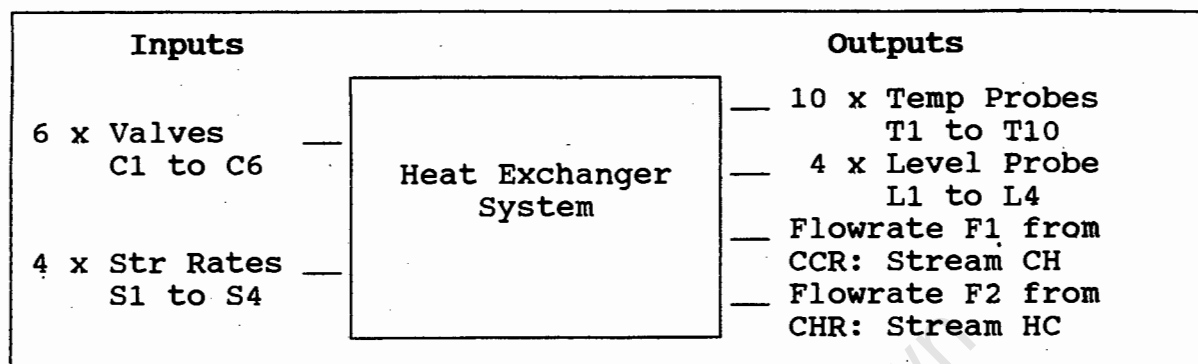 Inputs
Outputs
6 x Valves
C1 to C6
4 x Str Rates
S1 to S4
Heat Exchanger
System
10 x Temp Probes
T1 to T10
4 x Level Probe
L1 to L4
Flowrate F1 from
CCR: Stream CH
Flowrate F2 from
CHR: Stream HC